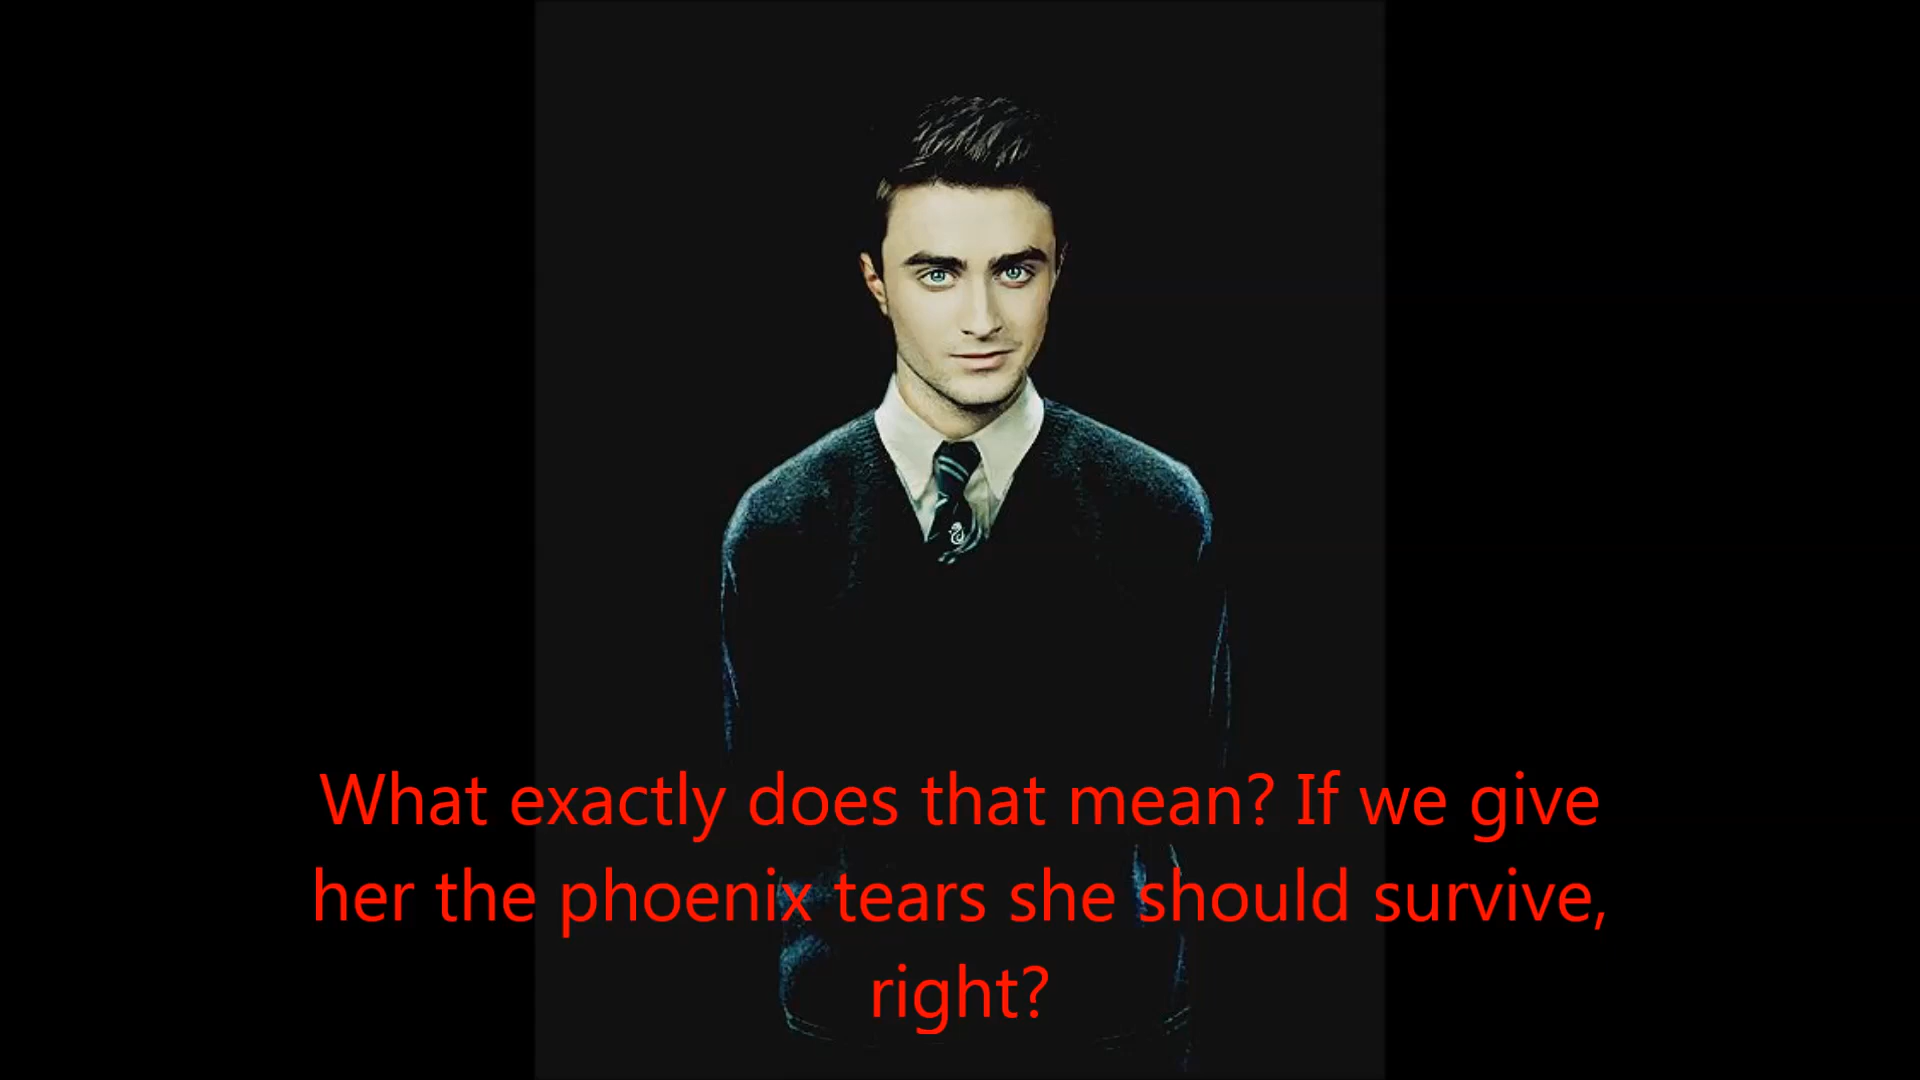 What exactly does that mean? If we give
her the phoenix tears she should survive,
right?